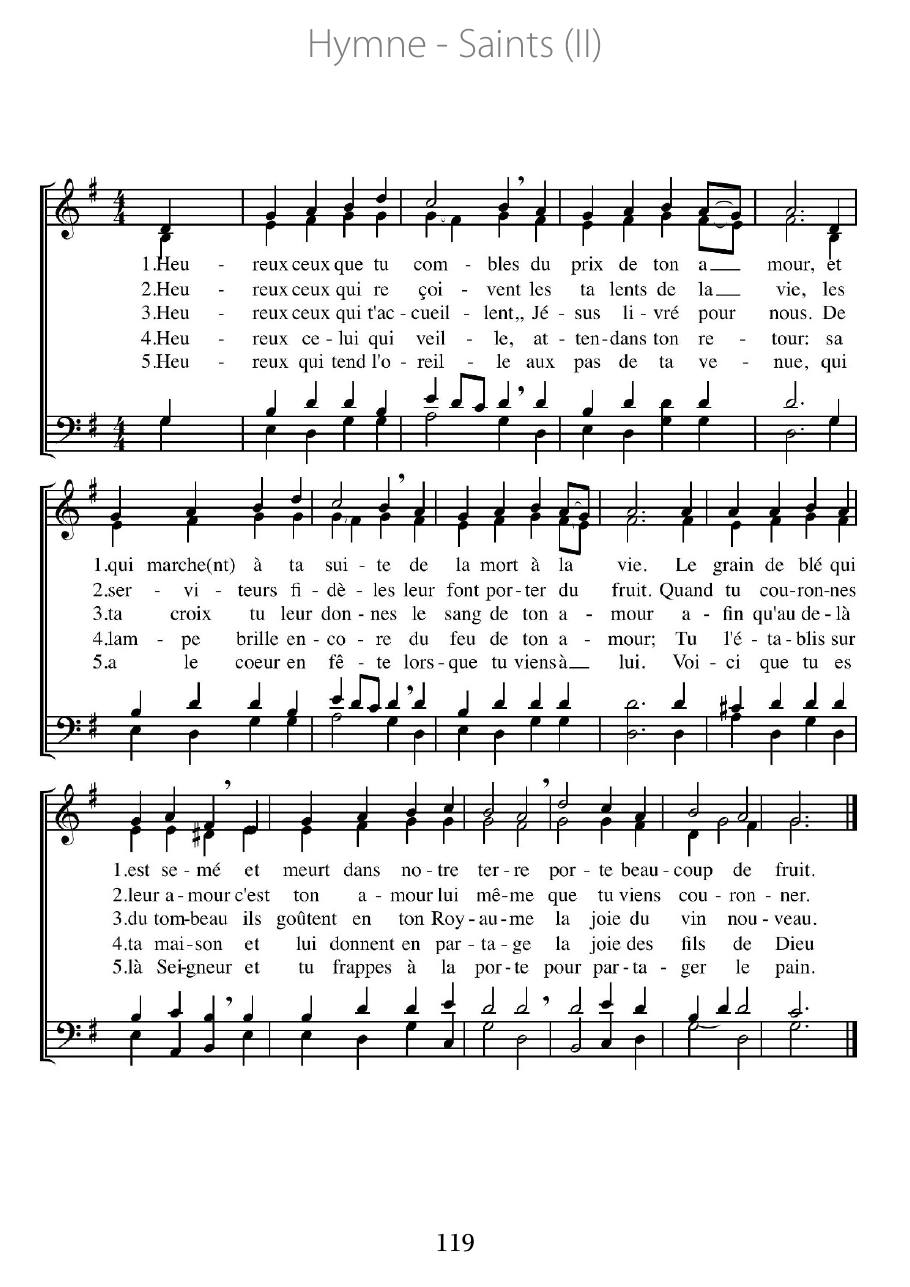 Hymne - Saints (II)
1.Heu - reux ceux que tu com - bles du prix de ton a mour, et
2.Heu - reux ceux qui re çoi - vent les ta lents de la vie, les
3.Heu - reux ceux qui t'ac - cueil - lent,, Jé - sus li - vré pour nous. De
4.Heu - reux ce - lui qui veil - le, at - ten - dans ton re - tour: sa
5.Heu - reux qui tend l'o - reil - le aux pas de ta ve - nue, qui
1.qui marche(nt) à ta sui - te de la mort à la vie. Le grain de blé qui
2.ser - vi - teurs fi - dè - les leur font por - ter du fruit. Quand tu cou - ron - nes
3.ta croix tu leur don - nes le sang de ton a - mour a - fin qu'au de - là
4.lam - pe brille en - co - re du feu de ton a - mour; Tu l'é - ta - blis sur
5.a le coeur en fê - te lors - que tu viens à lui. Voi - ci que tu es
1.est se - mé et meurt dans no - tre ter - re por - te beau - coup de fruit.
2.leur a - mour c'est ton a - mour lui mê - me que tu viens cou - ron - ner.
3.du tom - beau ils goûtent en ton Roy - au - me la joie du vin nou - veau.
4.ta mai - son et lui donnent en par - ta - ge la joie des fils de Dieu
5.là Sei - gneur et tu frappes à la por - te pour par - ta - ger le pain.
119